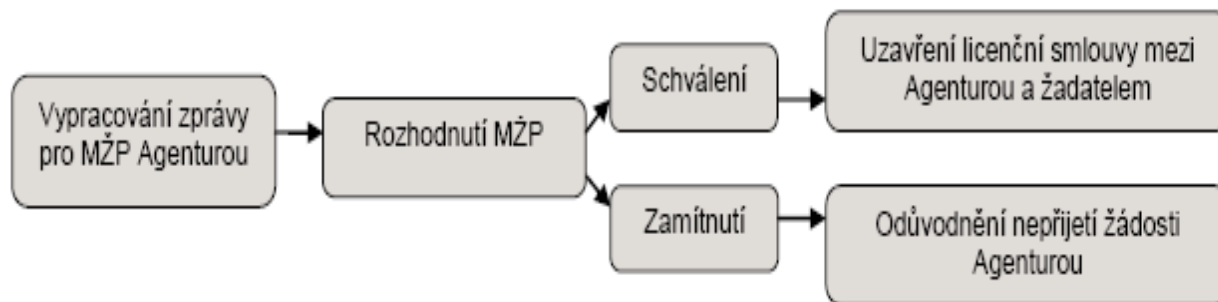 Vypracování zprávy
pro MŽP Agenturou
Rozhodnutí MŽP
Schválení
Uzavření licenční smlouvy mezi
Agenturou a žadatelem
Zamítnutí
Odůvodnění nepřijetí žádosti
Agenturou